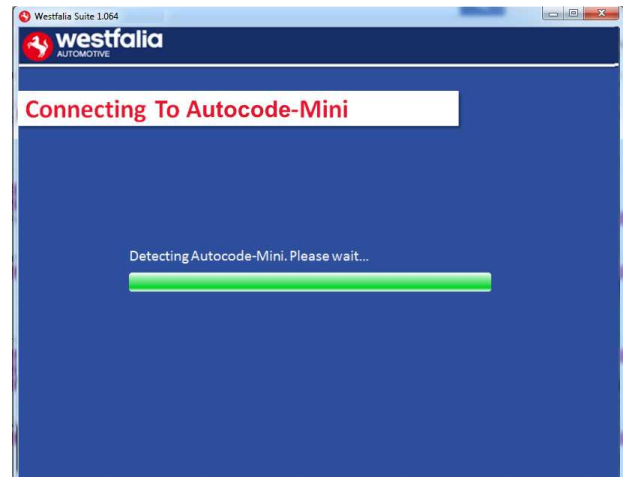 Westfalia Suite 1.064
westfalia
AUTOMOTIVE
Connecting To Autocode-Mini
Detecting Autocode-Mini. Please wait...